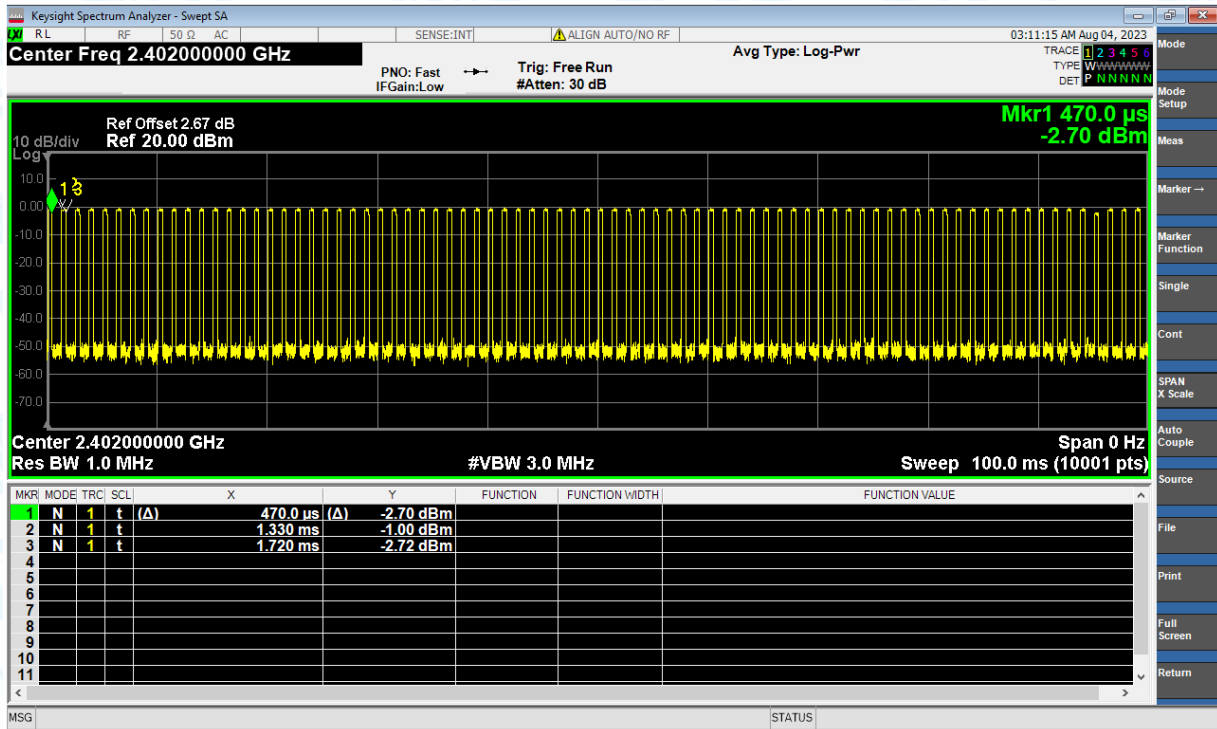 Keysight Spectrum Analyzer - Swept SA
LXI RL RF 50 Ω AC SENSE:INT ALIGN AUTO/NO RF 03:11:15 AM Aug 04, 2023
Center Freq 2.402000000 GHz
PNO: Fast
IFGain:Low
Trig: Free Run
#Atten: 30 dB
Avg Type: Log-Pwr
TRACE 1 2 3 4 5 6
TYPE WWWWWW
DET P N N N N N
Mkr1 470.0 µs
-2.70 dBm
Ref Offset 2.67 dB
10 dB/div Ref 20.00 dBm
Log
10.0
0.00
-10.0
-20.0
-30.0
-40.0
-50.0
-60.0
-70.0
1 3
Center 2.402000000 GHz Span 0 Hz
Res BW 1.0 MHz #VBW 3.0 MHz Sweep 100.0 ms (10001 pts)
MKR MODE TRC SCL X Y FUNCTION FUNCTION WIDTH FUNCTION VALUE
1 N 1 t (Δ) 470.0 µs (Δ) -2.70 dBm
2 N 1 t 1.330 ms -1.00 dBm
3 N 1 t 1.720 ms -2.72 dBm
4
5
6
7
8
9
10
11
MSG STATUS
Mode
Mode
Setup
Meas
Marker →
Marker
Function
Single
Cont
SPAN
X Scale
Auto
Couple
Source
File
Print
Full
Screen
Return